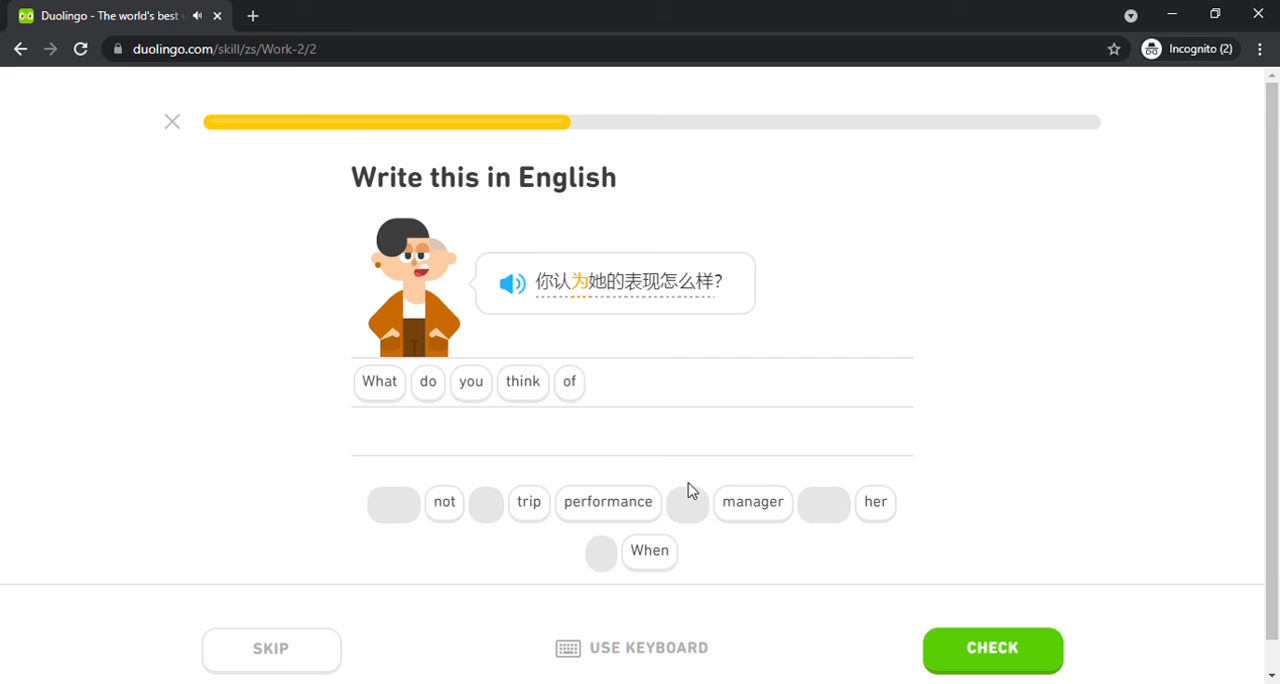 Duolingo - The world's best
duolingo.com/skill/zs/Work-2/2
Incognito (2)
Write this in English
你认为她的表现怎么样?
What do you think of
not trip performance manager her
When
SKIP
USE KEYBOARD
CHECK